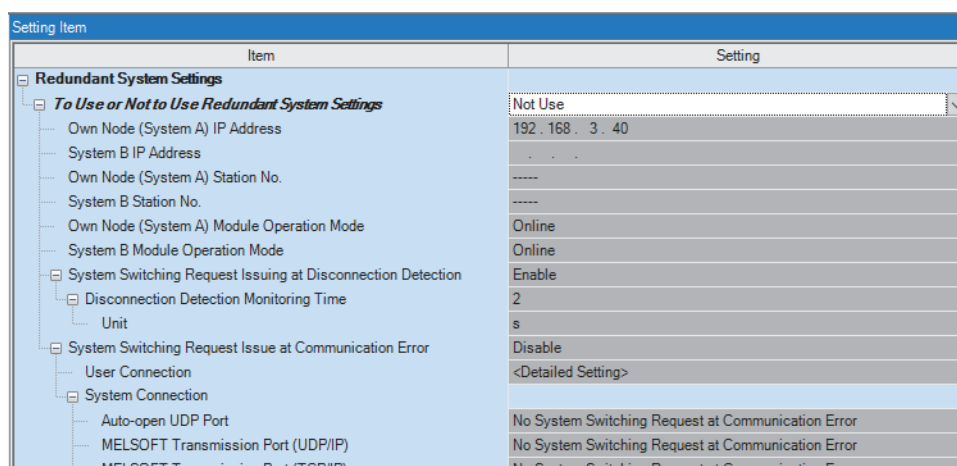 Setting Item
Item Setting
Redundant System Settings
To Use or Not to Use Redundant System Settings Not Use
Own Node (System A) IP Address 192 . 168 . 3 . 40
System B IP Address . . .
Own Node (System A) Station No. -----
System B Station No. -----
Own Node (System A) Module Operation Mode Online
System B Module Operation Mode Online
System Switching Request Issuing at Disconnection Detection Enable
Disconnection Detection Monitoring Time 2
Unit s
System Switching Request Issue at Communication Error Disable
User Connection <Detailed Setting>
System Connection
Auto-open UDP Port No System Switching Request at Communication Error
MELSOFT Transmission Port (UDP/IP) No System Switching Request at Communication Error